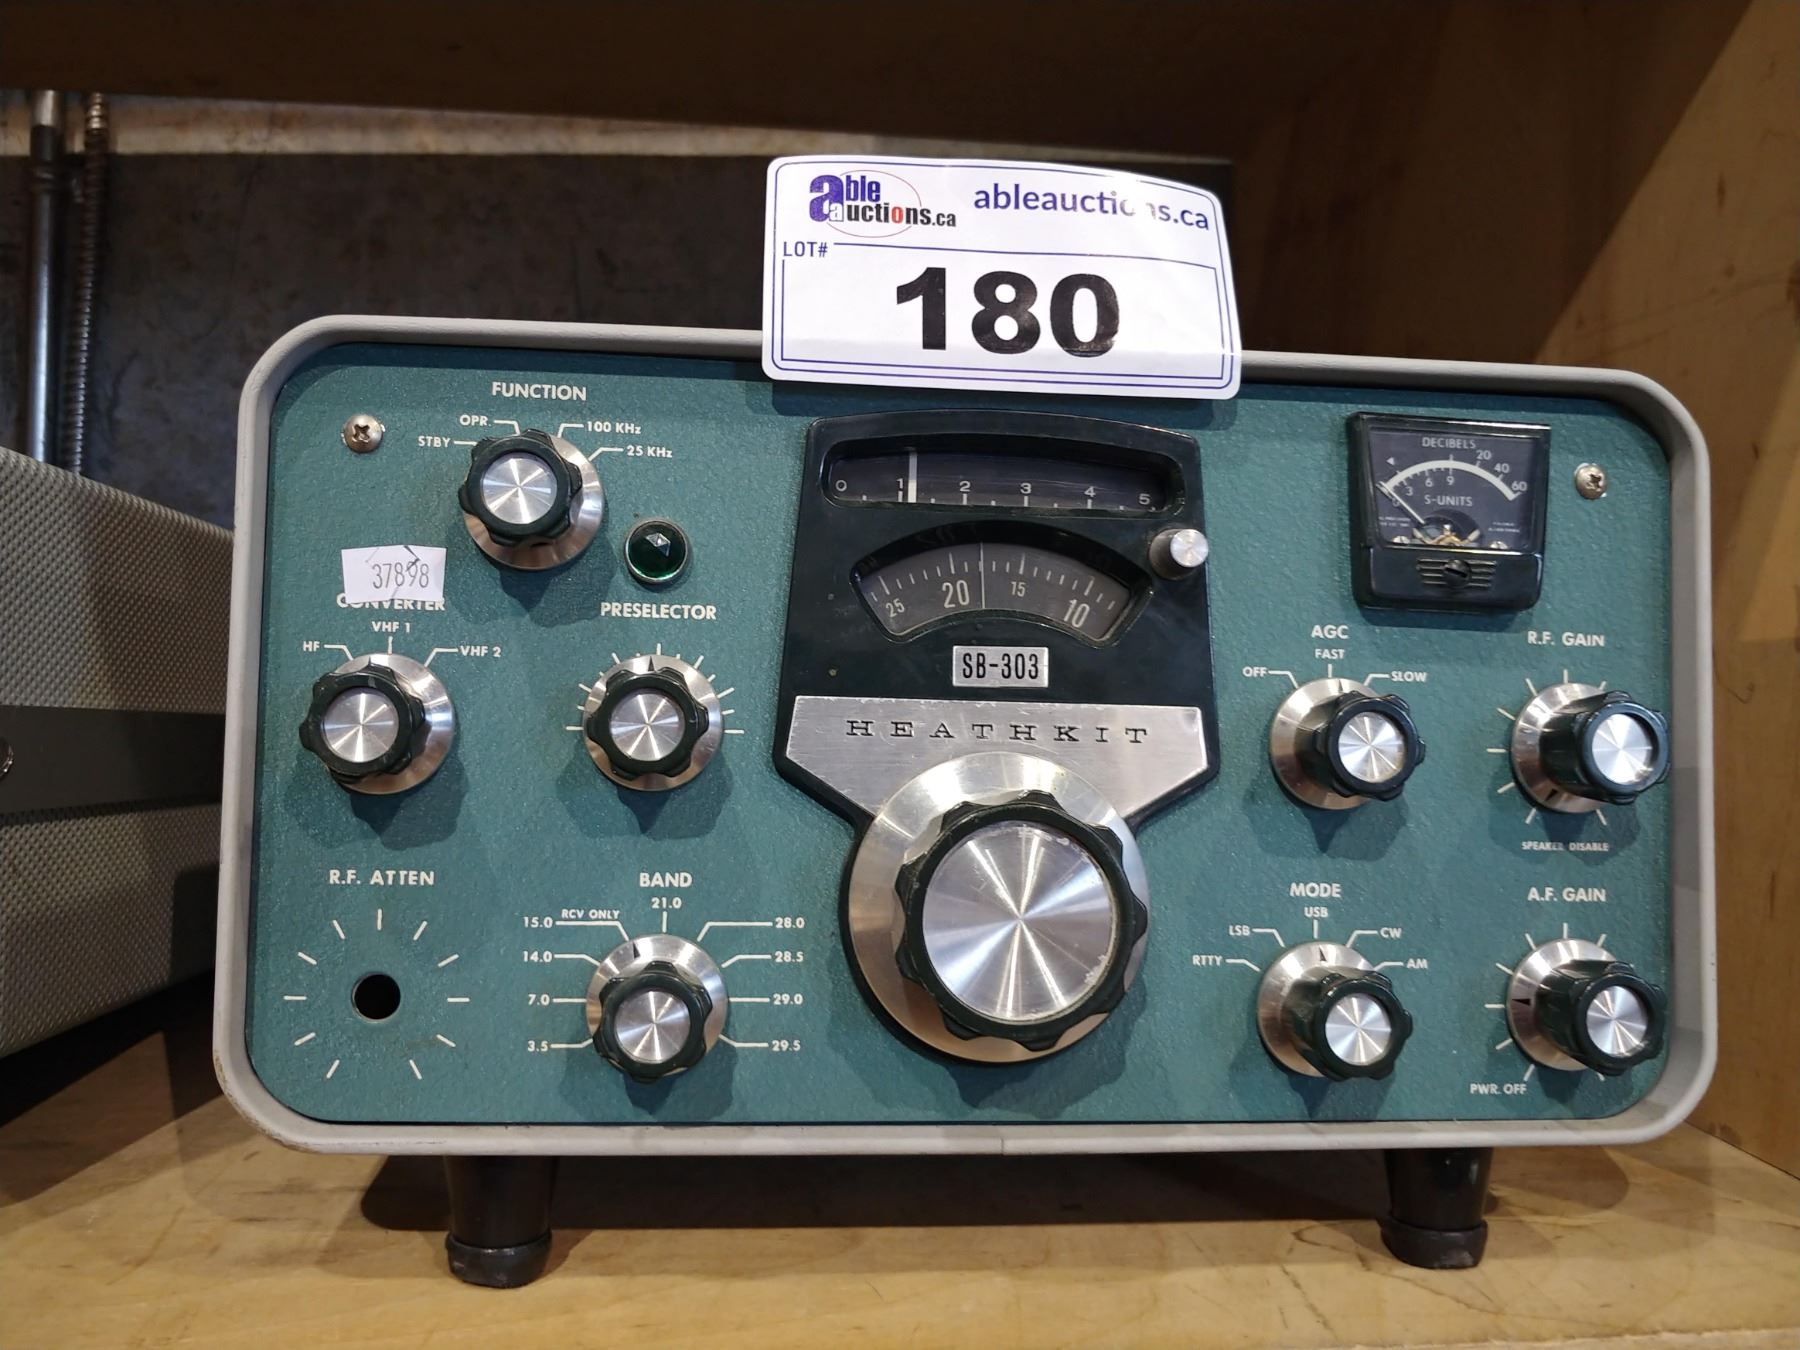 able
auctions.ca
ableauctions.ca
LOT#
180
FUNCTION
OPR.
100 KHz
STBY
25 KHz
37898
CONVERTER
VHF 1
HF
VHF 2
PRESELECTOR
0 1 2 3 4 5
25 20 15 10
SB-303
HEATHKIT
DECIBELS
20 40 60
0 3 6 9
S-UNITS
AGC
FAST
OFF
SLOW
R.F. GAIN
SPEAKER DISABLE
R.F. ATTEN
BAND
21.0
RCV ONLY
15.0
28.0
14.0
28.5
7.0
29.0
3.5
29.5
MODE
USB
LSB
CW
RTTY
AM
A.F. GAIN
PWR. OFF